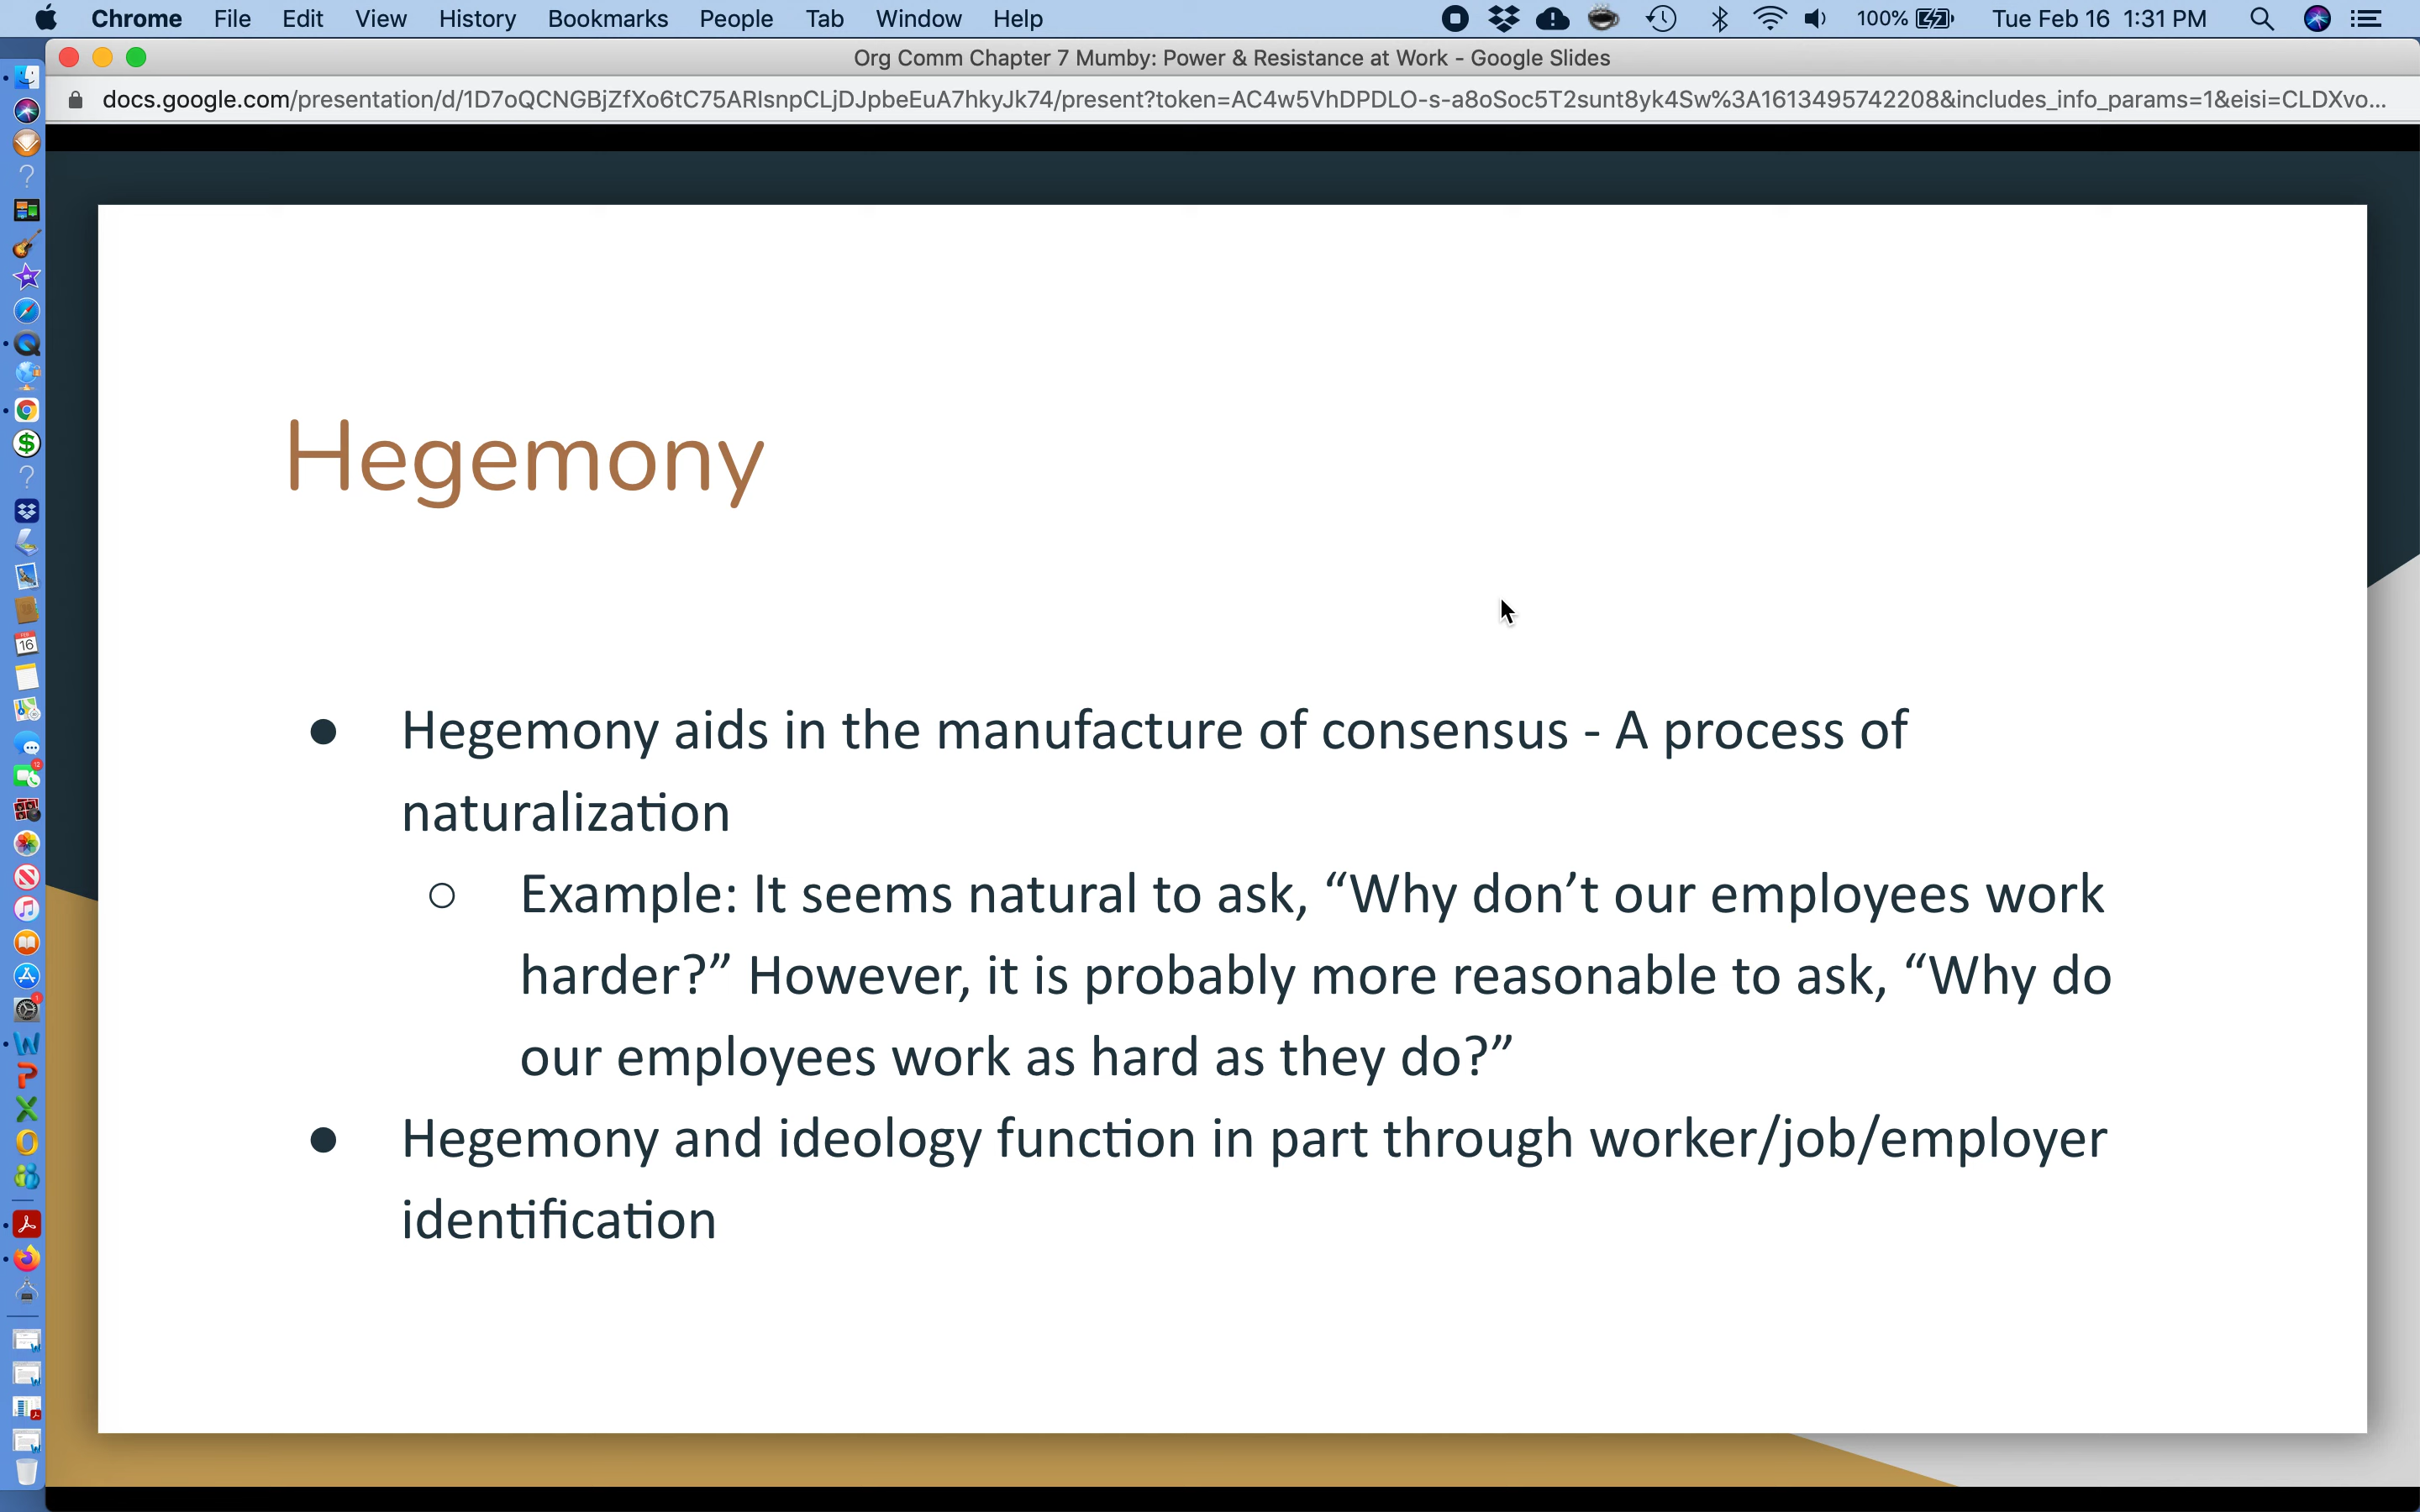 Chrome File Edit View History Bookmarks People Tab Window Help 100% Tue Feb 16 1:31 PM
Org Comm Chapter 7 Mumby: Power & Resistance at Work - Google Slides
docs.google.com/presentation/d/1D7oQCNGBjZfXo6tC75ARIsnpCLjDJpbeEuA7hkyJk74/present?token=AC4w5VhDPDLO-s-a8oSoc5T2sunt8yk4Sw%3A1613495742208&includes_info_params=1&eisi=CLDXvo...
Hegemony
● Hegemony aids in the manufacture of consensus - A process of
naturalization
○ Example: It seems natural to ask, “Why don’t our employees work
harder?” However, it is probably more reasonable to ask, “Why do
our employees work as hard as they do?”
● Hegemony and ideology function in part through worker/job/employer
identification